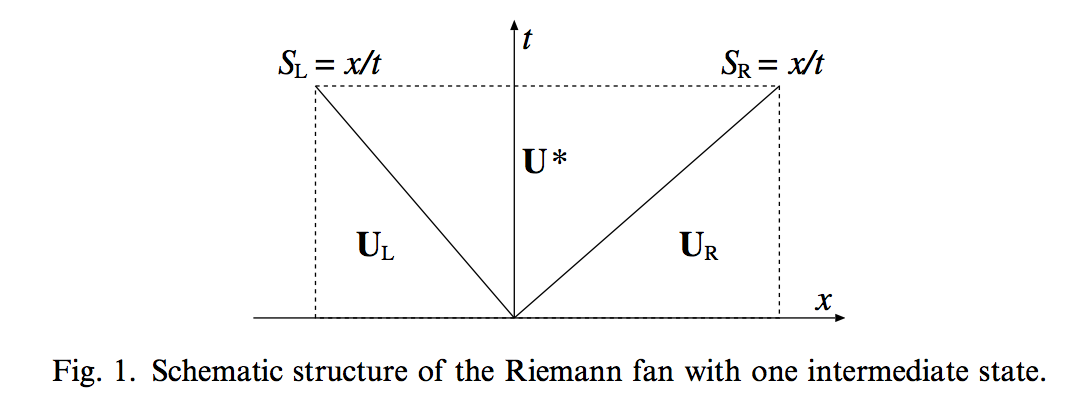 t
S_L = x/t
S_R = x/t
U*
U_L
U_R
x
Fig. 1. Schematic structure of the Riemann fan with one intermediate state.